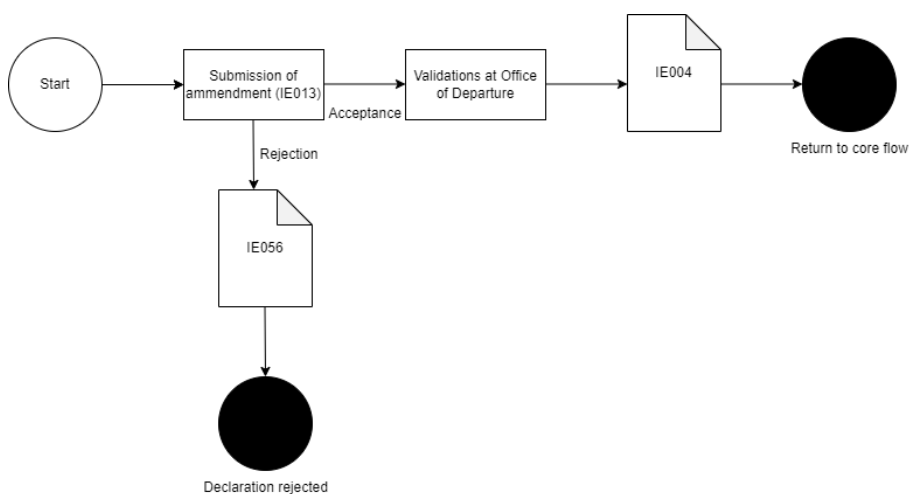 Start
Submission of
ammendment (IE013)
Acceptance
Validations at Office
of Departure
IE004
Return to core flow
Rejection
IE056
Declaration rejected